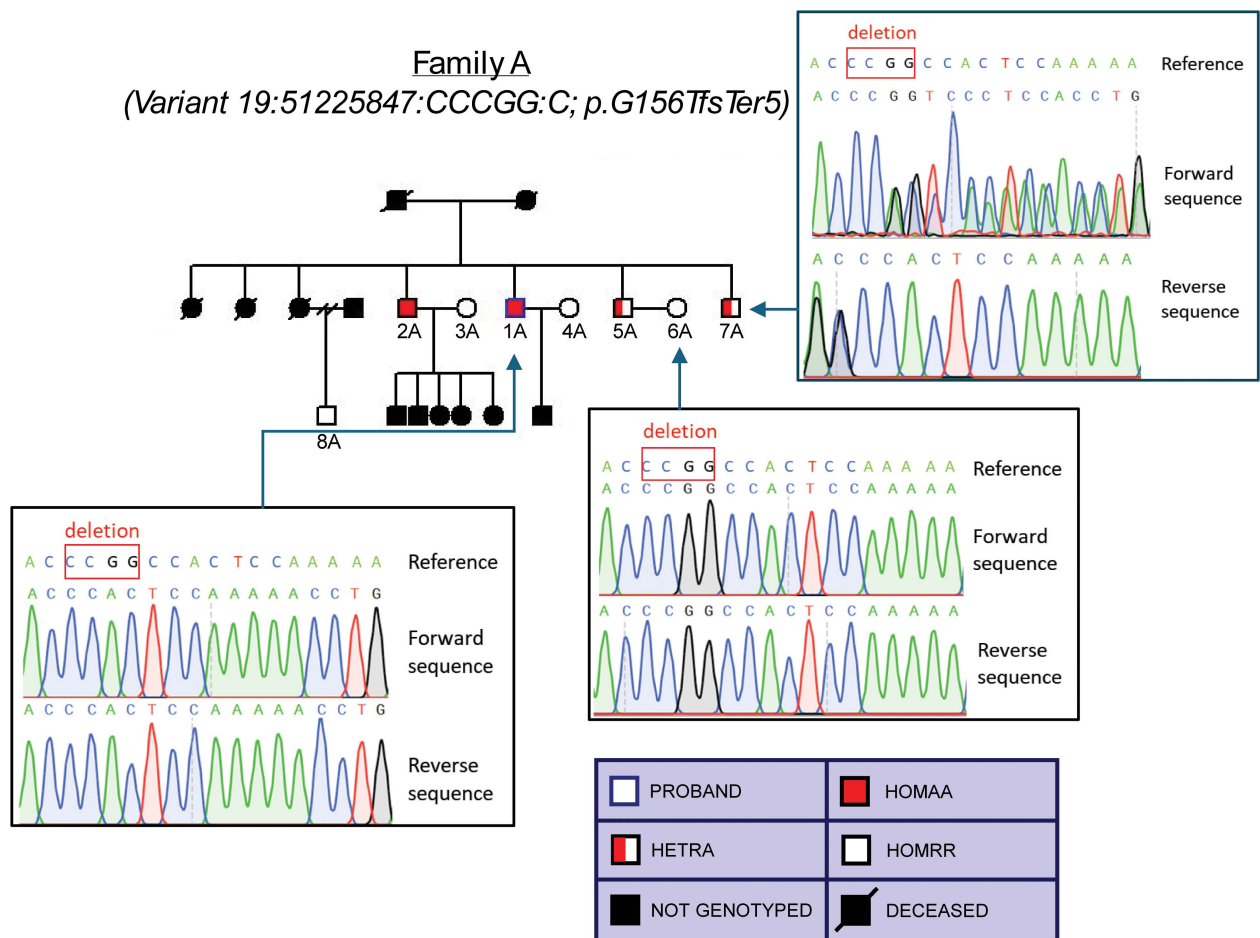 Family A
(Variant 19:51225847:CCCGG:C; p.G156TfsTer5)
deletion
A C C C G G C C A C T C C A A A A A Reference
A C C C G G T C C C T C C A C C T G
Forward
sequence
A C C C A C T C C A A A A A
Reverse
sequence
2A 3A 1A 4A 5A 6A 7A
8A
deletion
A C C C G G C C A C T C C A A A A A Reference
A C C C G G C C A C T C C A A A A A
Forward
sequence
A C C C G G C C A C T C C A A A A A
Reverse
sequence
deletion
A C C C G G C C A C T C C A A A A A Reference
A C C C A C T C C A A A A A C C T G
Forward
sequence
A C C C A C T C C A A A A A C C T G
Reverse
sequence
PROBAND HOMAA
HETRA HOMRR
NOT GENOTYPED DECEASED